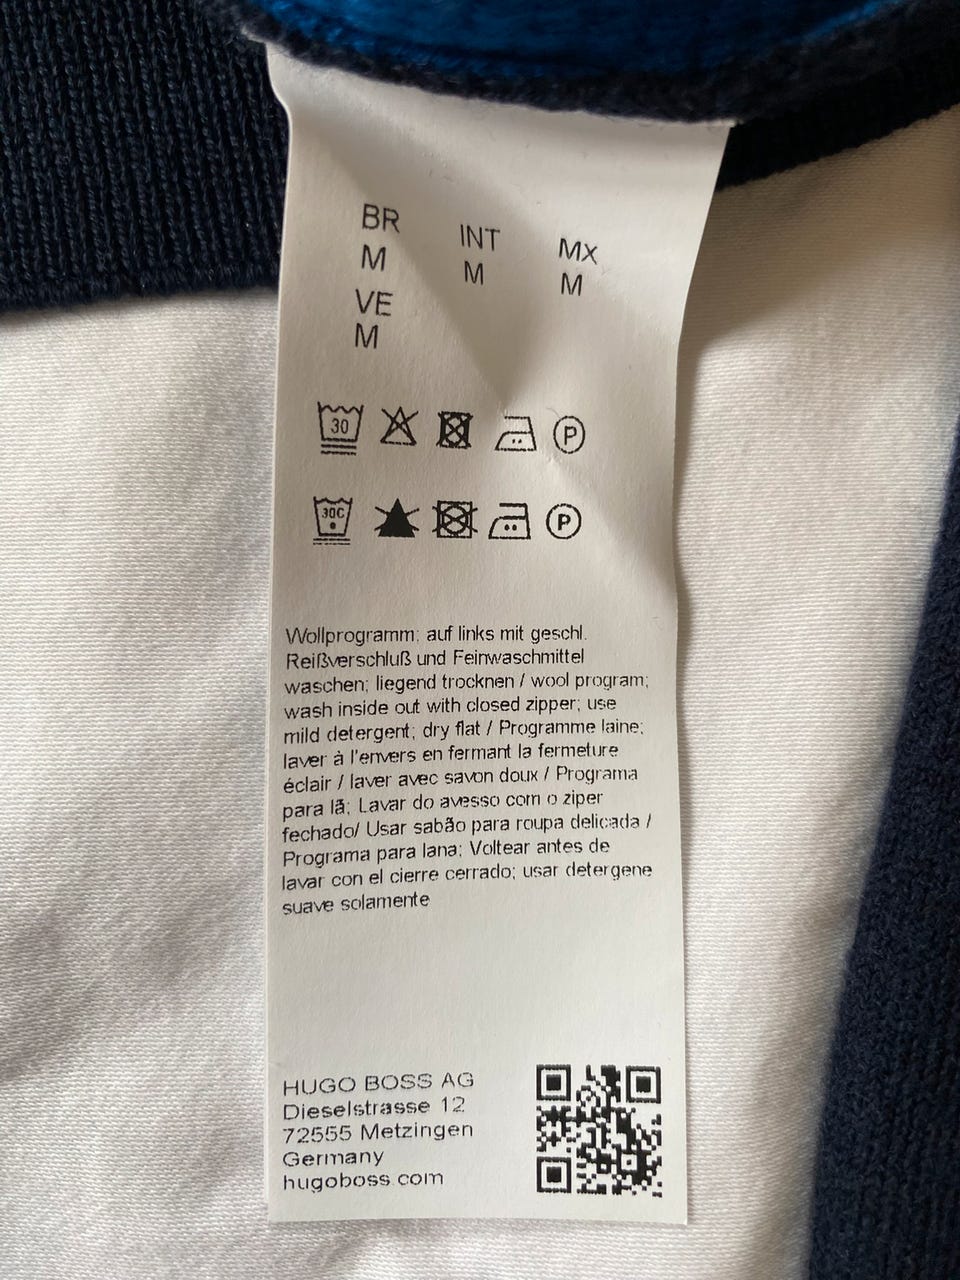 BR INT MX
M M M
VE
M
30
P
30C
P
Wollprogramm; auf links mit geschl.
Reißverschluß und Feinwaschmittel
waschen; liegend trocknen / wool program;
wash inside out with closed zipper; use
mild detergent; dry flat / Programme laine;
laver à l'envers en fermant la fermeture
éclair / laver avec savon doux / Programa
para lã; Lavar do avesso com o ziper
fechado/ Usar sabão para roupa delicada /
Programa para lana; Voltear antes de
lavar con el cierre cerrado; usar detergene
suave solamente
HUGO BOSS AG
Dieselstrasse 12
72555 Metzingen
Germany
hugoboss.com